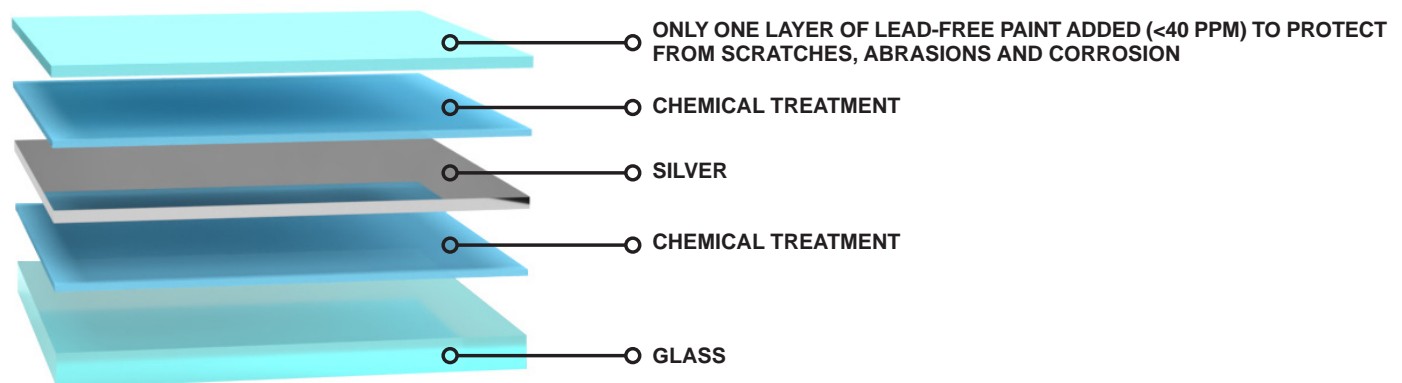 ONLY ONE LAYER OF LEAD-FREE PAINT ADDED (<40 PPM) TO PROTECT
FROM SCRATCHES, ABRASIONS AND CORROSION
CHEMICAL TREATMENT
SILVER
CHEMICAL TREATMENT
GLASS